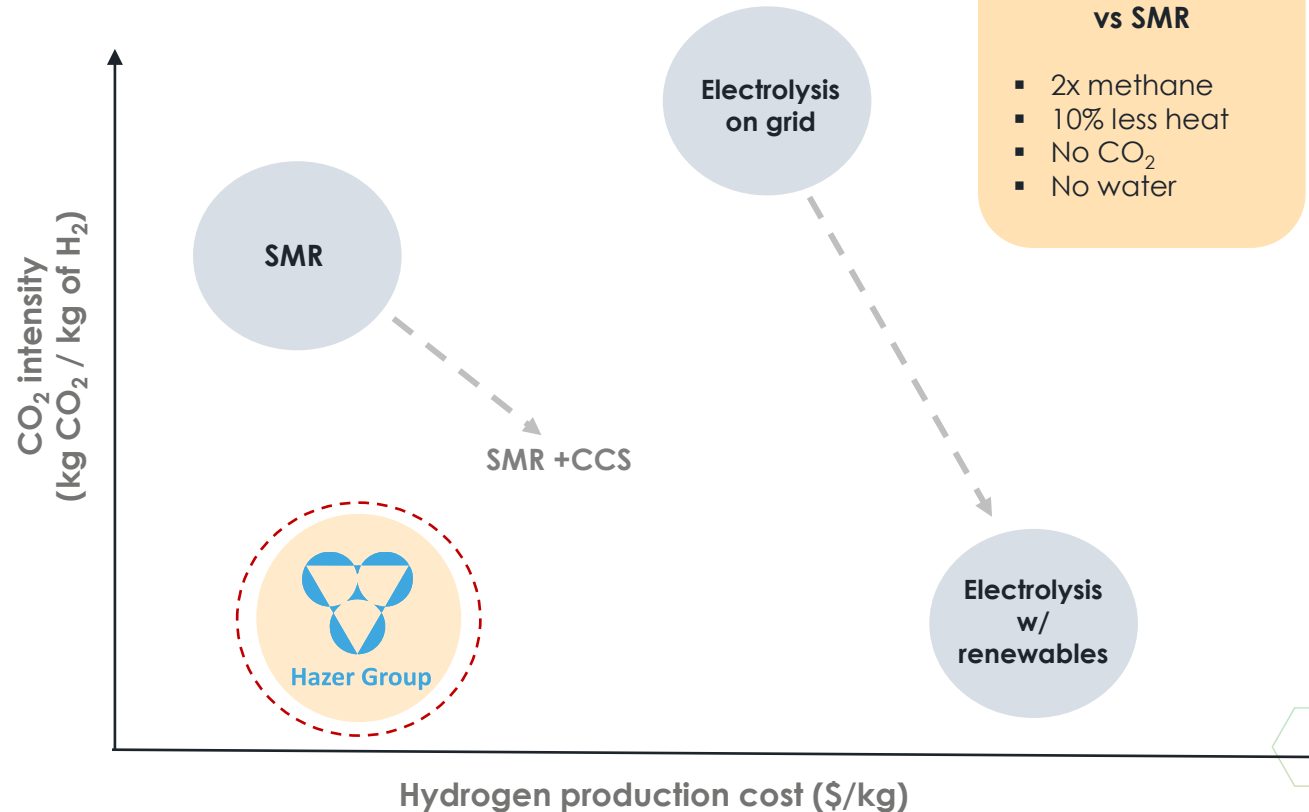 vs SMR
▪ 2x methane
▪ 10% less heat
▪ No CO₂
▪ No water
Electrolysis
on grid
SMR
CO₂ intensity
(kg CO₂ / kg of H₂)
SMR +CCS
Hazer Group
Electrolysis
w/
renewables
Hydrogen production cost ($/kg)